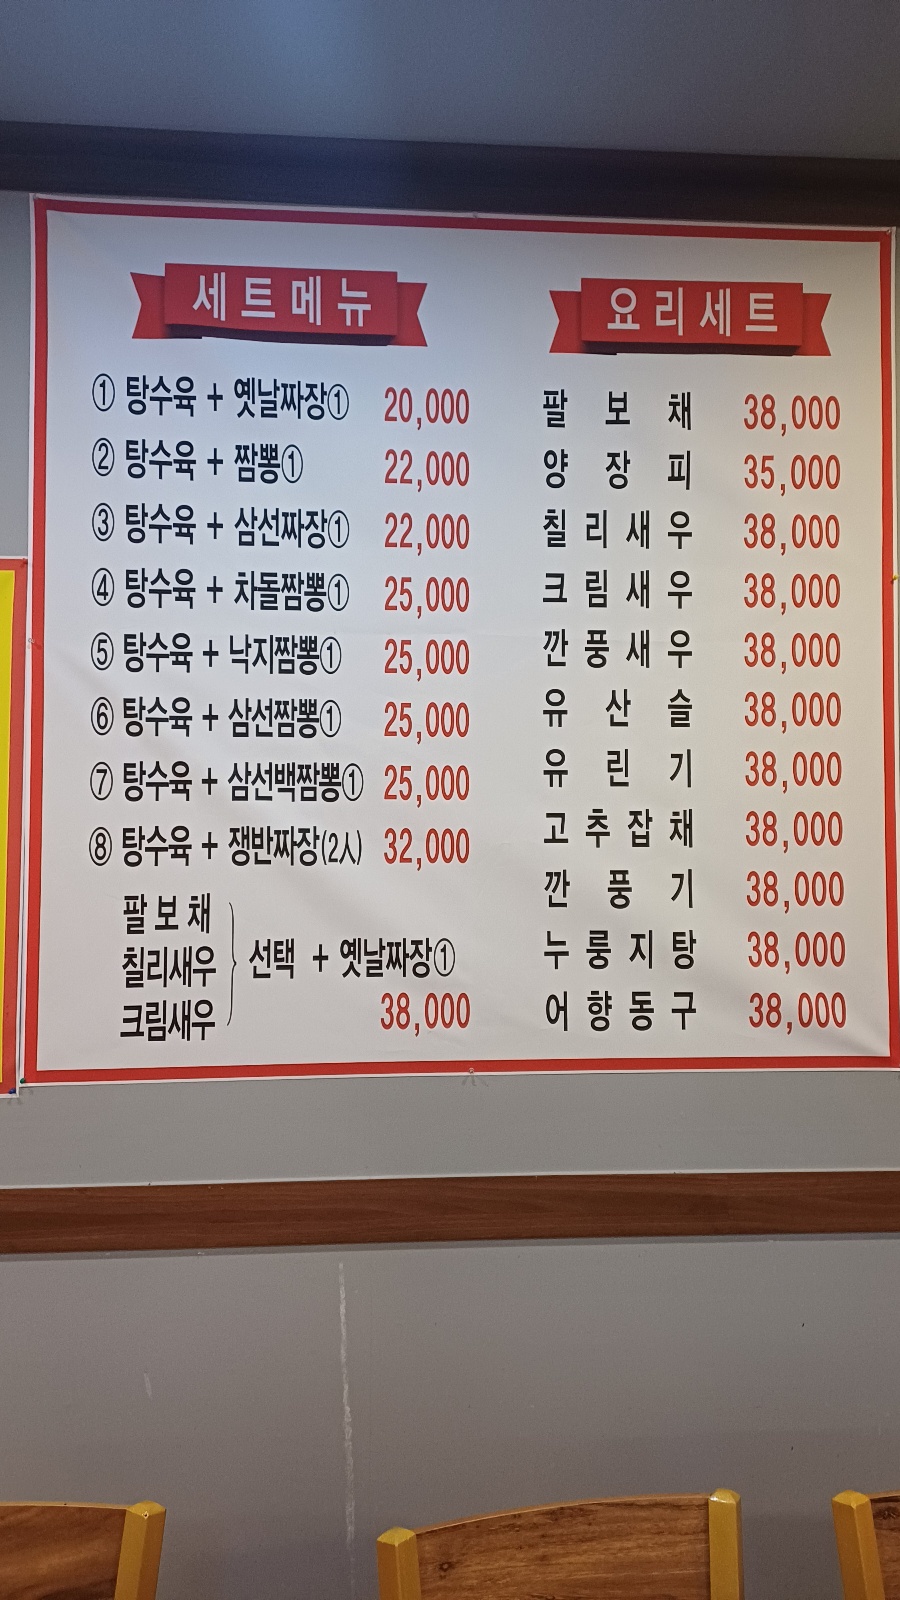 세트메뉴
① 탕수육 + 옛날짜장① 20,000
② 탕수육 + 짬뽕① 22,000
③ 탕수육 + 삼선짜장① 22,000
④ 탕수육 + 차돌짬뽕① 25,000
⑤ 탕수육 + 낙지짬뽕① 25,000
⑥ 탕수육 + 삼선짬뽕① 25,000
⑦ 탕수육 + 삼선백짬뽕① 25,000
⑧ 탕수육 + 쟁반짜장(2人) 32,000
팔보채
칠리새우 선택 + 옛날짜장①
크림새우 38,000
요리세트
팔보채 38,000
양장피 35,000
칠리새우 38,000
크림새우 38,000
깐풍새우 38,000
유산슬 38,000
유린기 38,000
고추잡채 38,000
깐풍기 38,000
누룽지탕 38,000
어향동구 38,000